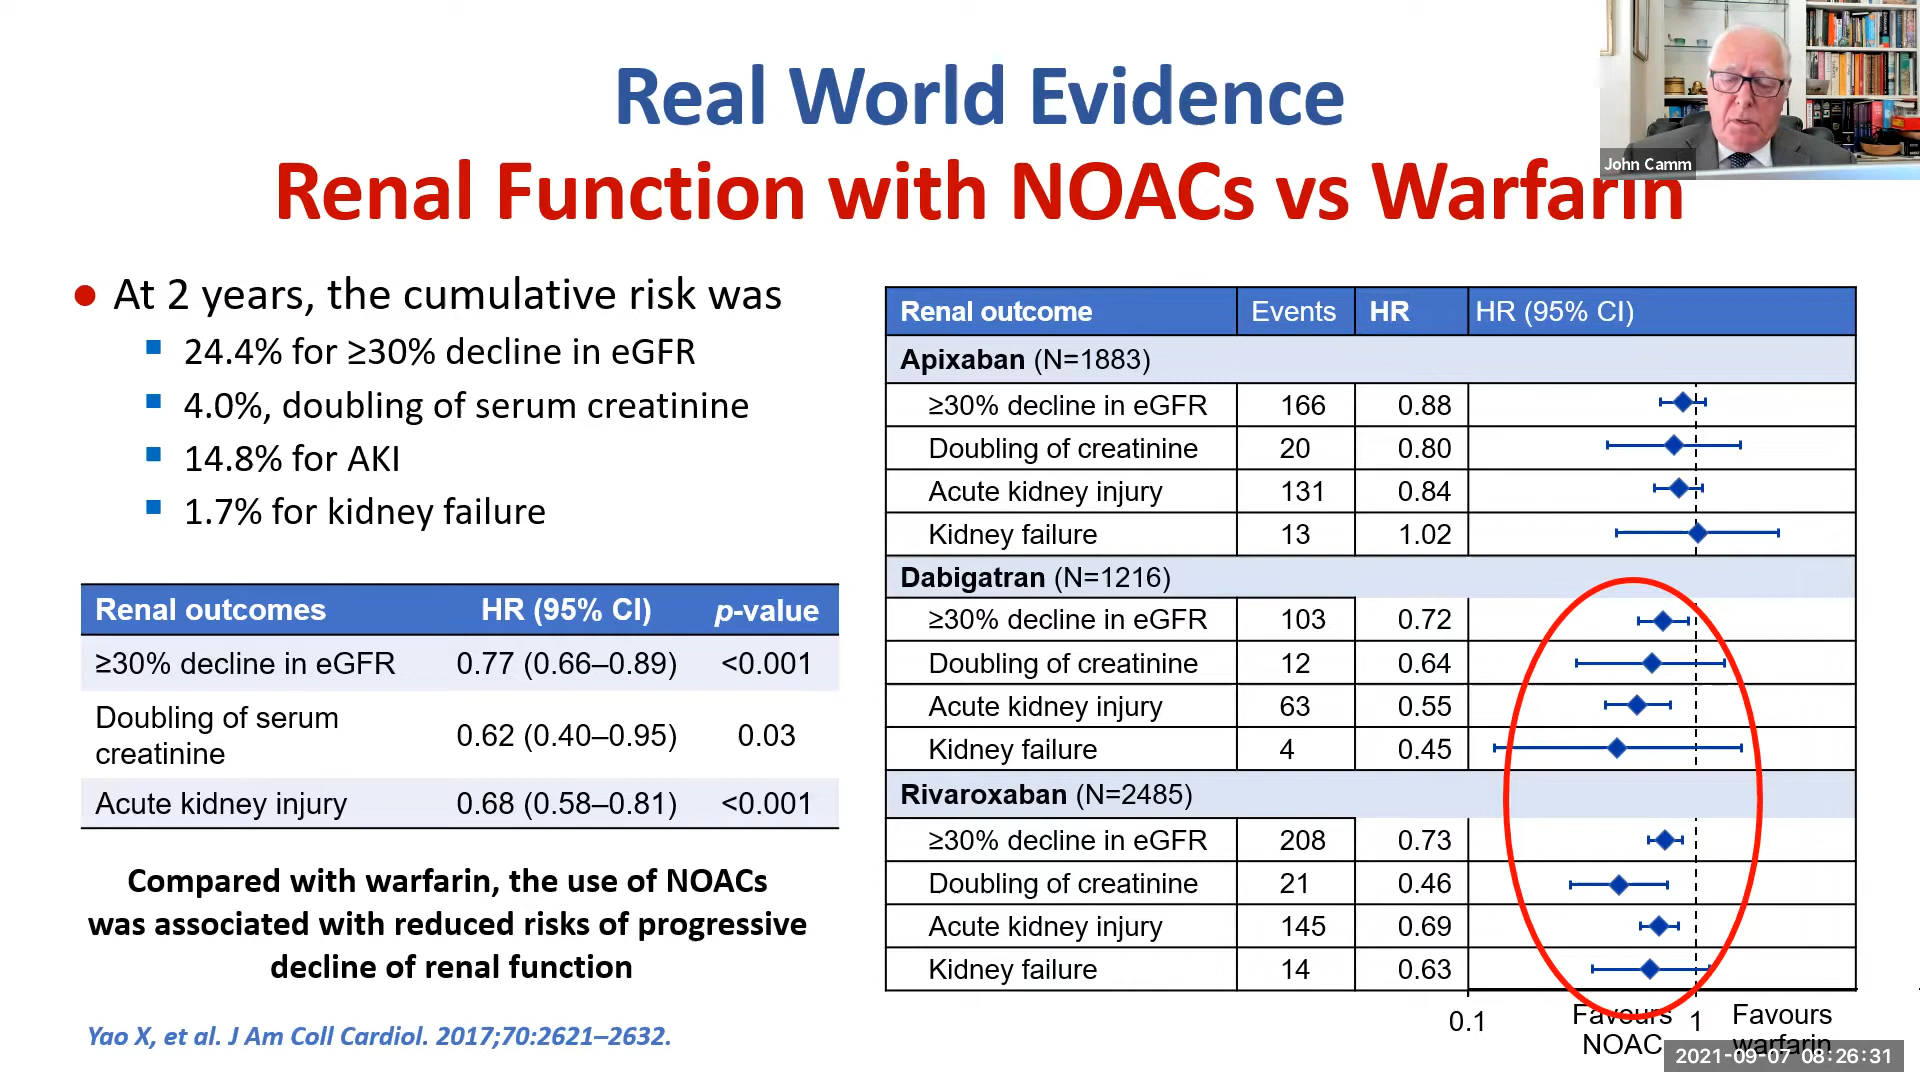 Real World Evidence
Renal Function with NOACs vs Warfarin
John Camm
At 2 years, the cumulative risk was
24.4% for ≥30% decline in eGFR
4.0%, doubling of serum creatinine
14.8% for AKI
1.7% for kidney failure
Renal outcomes HR (95% CI) p-value
≥30% decline in eGFR 0.77 (0.66–0.89) <0.001
Doubling of serum
creatinine 0.62 (0.40–0.95) 0.03
Acute kidney injury 0.68 (0.58–0.81) <0.001
Compared with warfarin, the use of NOACs
was associated with reduced risks of progressive
decline of renal function
Yao X, et al. J Am Coll Cardiol. 2017;70:2621–2632.
Renal outcome Events HR HR (95% CI)
Apixaban (N=1883)
≥30% decline in eGFR 166 0.88
Doubling of creatinine 20 0.80
Acute kidney injury 131 0.84
Kidney failure 13 1.02
Dabigatran (N=1216)
≥30% decline in eGFR 103 0.72
Doubling of creatinine 12 0.64
Acute kidney injury 63 0.55
Kidney failure 4 0.45
Rivaroxaban (N=2485)
≥30% decline in eGFR 208 0.73
Doubling of creatinine 21 0.46
Acute kidney injury 145 0.69
Kidney failure 14 0.63
0.1 Favours 1 Favours
NOAC warfarin
2021-09-07 08:26:31